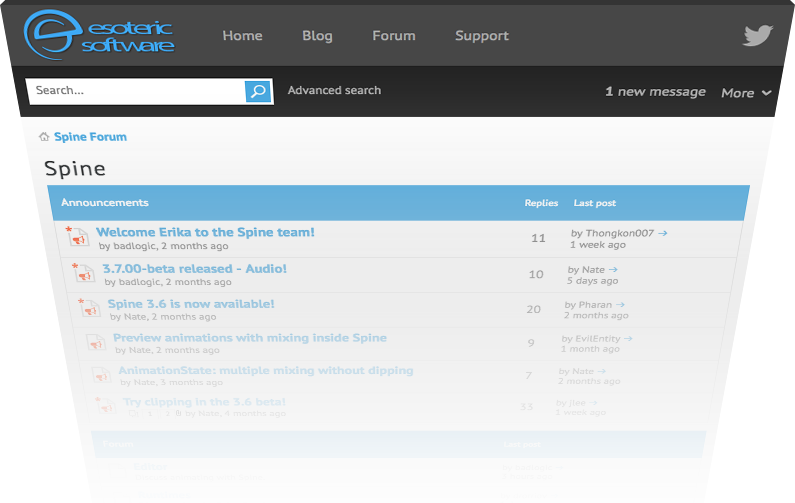 esoteric
software
Home Blog Forum Support
Search... Advanced search 1 new message More
Spine Forum
Spine
Announcements Replies Last post
Welcome Erika to the Spine team! 11 by Thongkon007
by badlogic, 2 months ago 1 week ago
3.7.00-beta released - Audio! 10 by Nate
by badlogic, 2 months ago 5 days ago
Spine 3.6 is now available! 20 by Pharan
by Nate, 2 months ago 2 months ago
Preview animations with mixing inside Spine 9 by EvilEntity
by Nate, 2 months ago 1 month ago
AnimationState: multiple mixing without dipping 7 by Nate
by Nate, 3 months ago 2 months ago
Try clipping in the 3.6 beta! 33 by jlee
by Nate, 4 months ago 1 week ago
Forum Last post